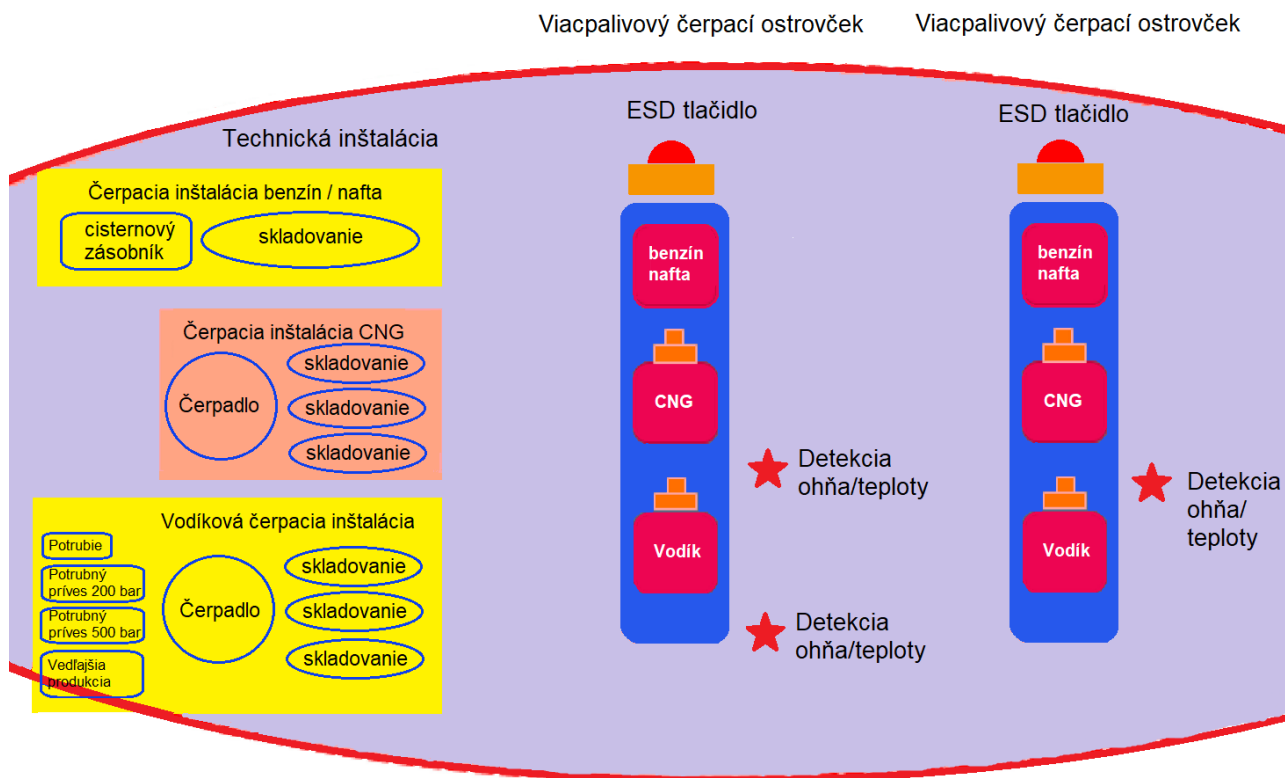 Viacpalivový čerpací ostrovček
Viacpalivový čerpací ostrovček
ESD tlačidlo
ESD tlačidlo
Technická inštalácia
Čerpacia inštalácia benzín / nafta
cisternový
zásobník
skladovanie
benzín
nafta
benzín
nafta
Čerpacia inštalácia CNG
Čerpadlo
skladovanie
skladovanie
skladovanie
CNG
CNG
Detekcia
ohňa/teploty
Detekcia
ohňa/
teploty
Vodíková čerpacia inštalácia
Potrubie
Potrubný
príves 200 bar
Potrubný
príves 500 bar
Vedľajšia
produkcia
Čerpadlo
skladovanie
skladovanie
skladovanie
Vodík
Vodík
Detekcia
ohňa/teploty